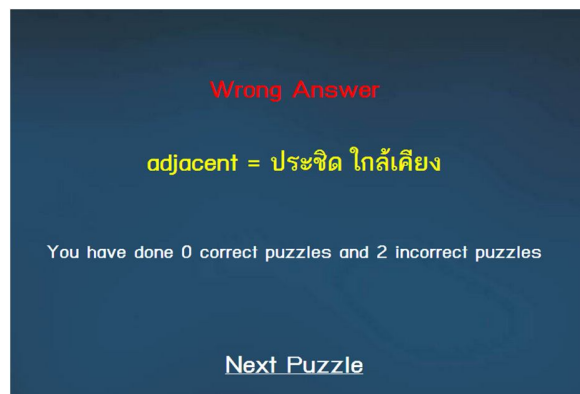 Wrong Answer
adjacent = ประชิด ใกล้เคียง
You have done 0 correct puzzles and 2 incorrect puzzles
Next Puzzle